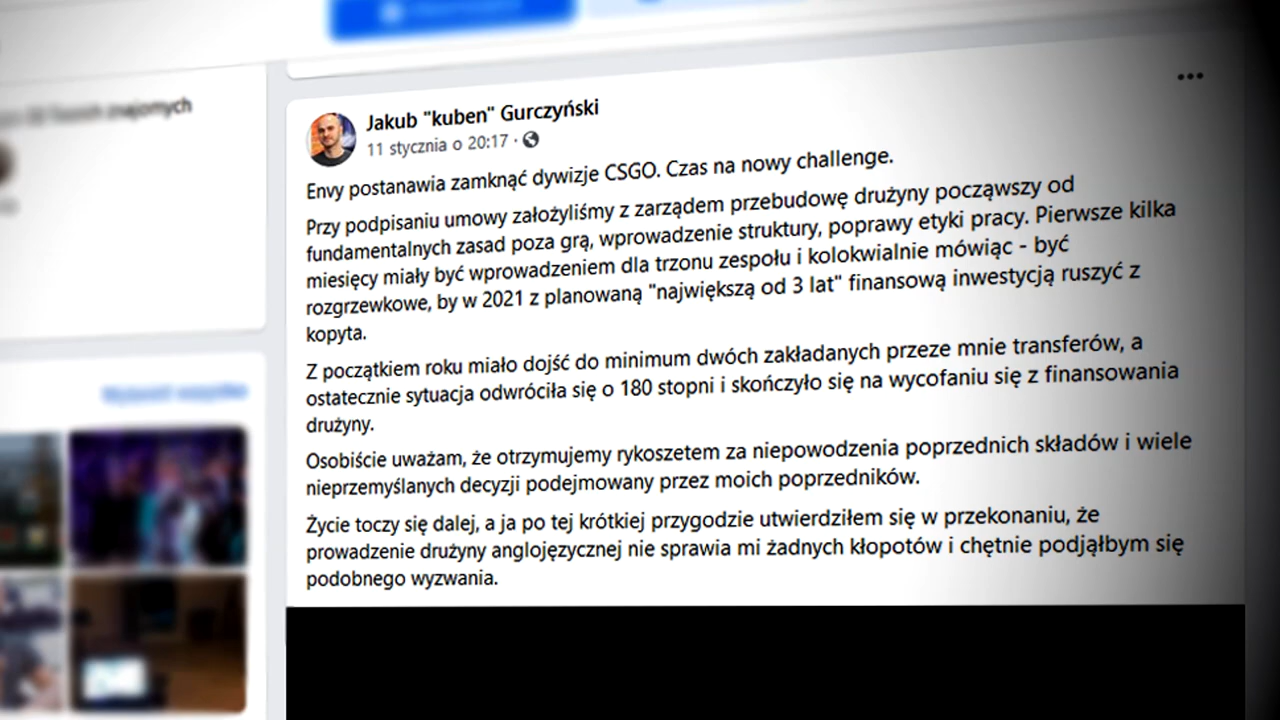 znajomych
Jakub "kuben" Gurczyński
11 stycznia o 20:17 ·
Envy postanawia zamknąć dywizje CSGO. Czas na nowy challenge.
Przy podpisaniu umowy założyliśmy z zarządem przebudowę drużyny począwszy od
fundamentalnych zasad poza grą, wprowadzenie struktury, poprawy etyki pracy. Pierwsze kilka
miesięcy miały być wprowadzeniem dla trzonu zespołu i kolokwialnie mówiąc - być
rozgrzewkowe, by w 2021 z planowaną "największą od 3 lat" finansową inwestycją ruszyć z
kopyta.
Z początkiem roku miało dojść do minimum dwóch zakładanych przeze mnie transferów, a
ostatecznie sytuacja odwróciła się o 180 stopni i skończyło się na wycofaniu się z finansowania
drużyny.
Osobiście uważam, że otrzymujemy rykoszetem za niepowodzenia poprzednich składów i wiele
nieprzemyślanych decyzji podejmowany przez moich poprzedników.
Życie toczy się dalej, a ja po tej krótkiej przygodzie utwierdziłem się w przekonaniu, że
prowadzenie drużyny anglojęzycznej nie sprawia mi żadnych kłopotów i chętnie podjąłbym się
podobnego wyzwania.